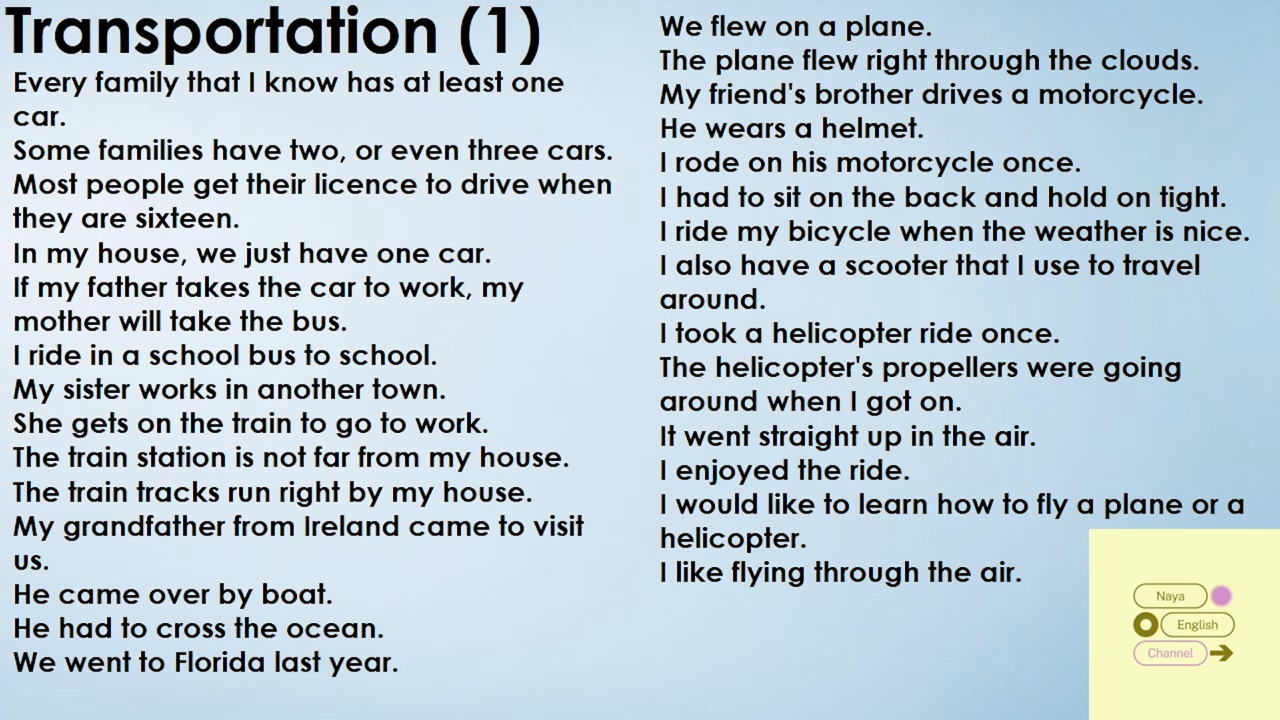 Transportation (1)
Every family that I know has at least one
car.
Some families have two, or even three cars.
Most people get their licence to drive when
they are sixteen.
In my house, we just have one car.
If my father takes the car to work, my
mother will take the bus.
I ride in a school bus to school.
My sister works in another town.
She gets on the train to go to work.
The train station is not far from my house.
The train tracks run right by my house.
My grandfather from Ireland came to visit
us.
He came over by boat.
He had to cross the ocean.
We went to Florida last year.
We flew on a plane.
The plane flew right through the clouds.
My friend's brother drives a motorcycle.
He wears a helmet.
I rode on his motorcycle once.
I had to sit on the back and hold on tight.
I ride my bicycle when the weather is nice.
I also have a scooter that I use to travel
around.
I took a helicopter ride once.
The helicopter's propellers were going
around when I got on.
It went straight up in the air.
I enjoyed the ride.
I would like to learn how to fly a plane or a
helicopter.
I like flying through the air.
Naya
English
Channel